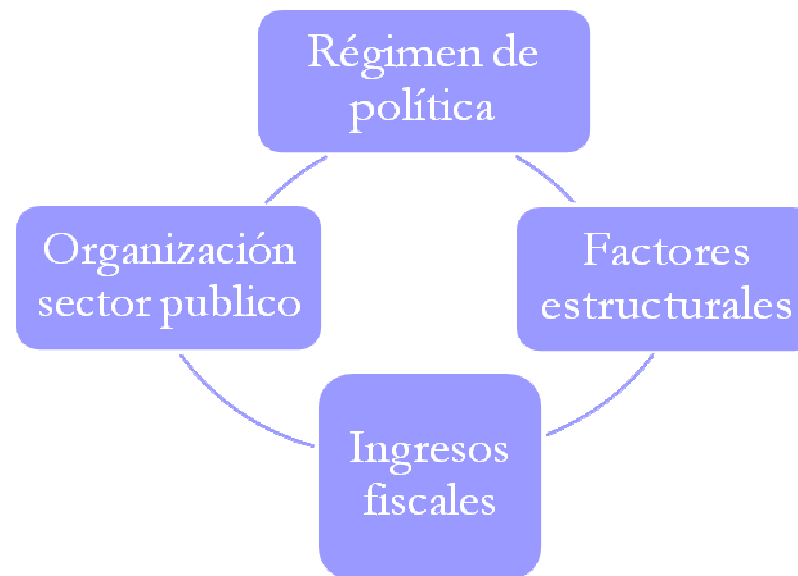 Régimen de
política
Organización
sector publico
Factores
estructurales
Ingresos
fiscales